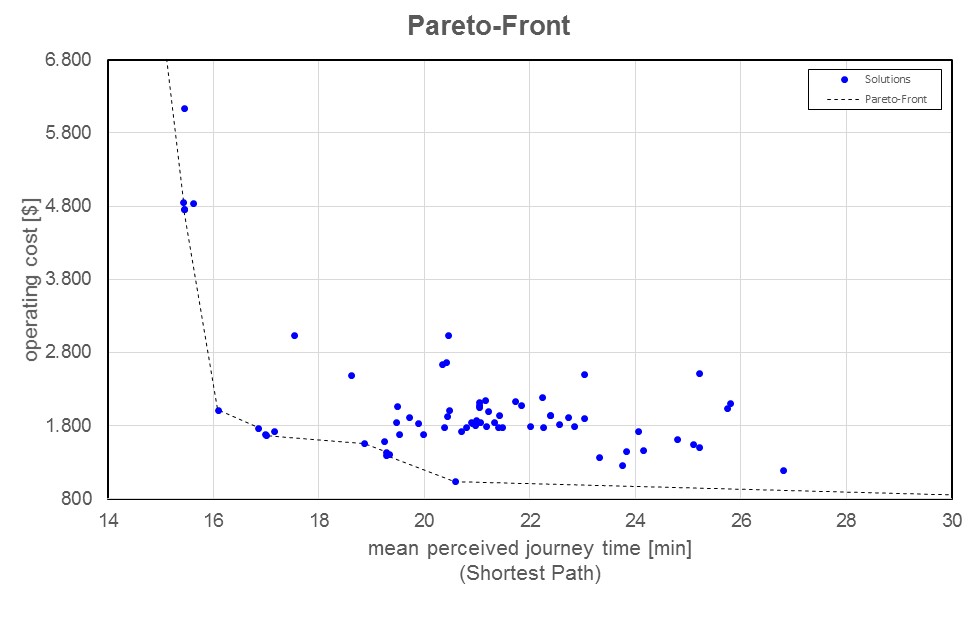 Pareto-Front
6.800
5.800
4.800
3.800
2.800
1.800
800
operating cost [$]
Solutions
Pareto-Front
14 16 18 20 22 24 26 28 30
mean perceived journey time [min]
(Shortest Path)